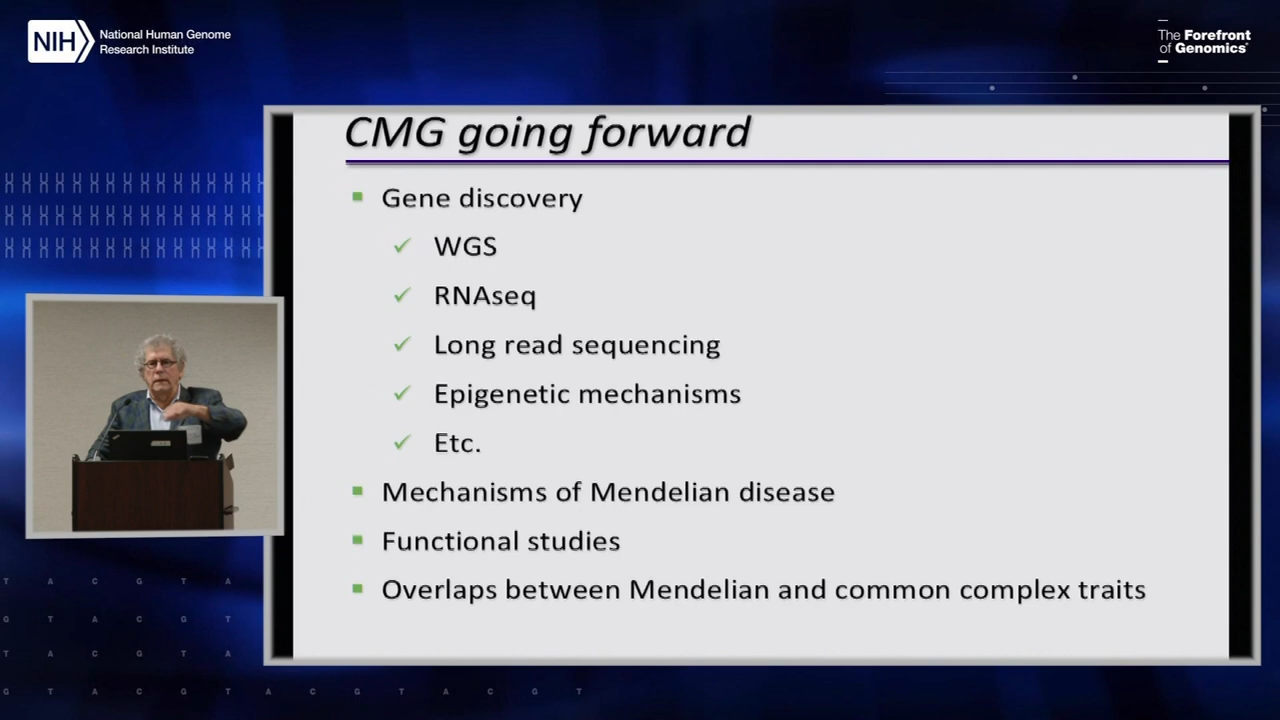 NIH
National Human Genome
Research Institute
The Forefront
of Genomics®
CMG going forward
Gene discovery
WGS
RNAseq
Long read sequencing
Epigenetic mechanisms
Etc.
Mechanisms of Mendelian disease
Functional studies
Overlaps between Mendelian and common complex traits
T A C G T A
G T A C G T
T A C G T A
G T A C G T A C G T A C G T